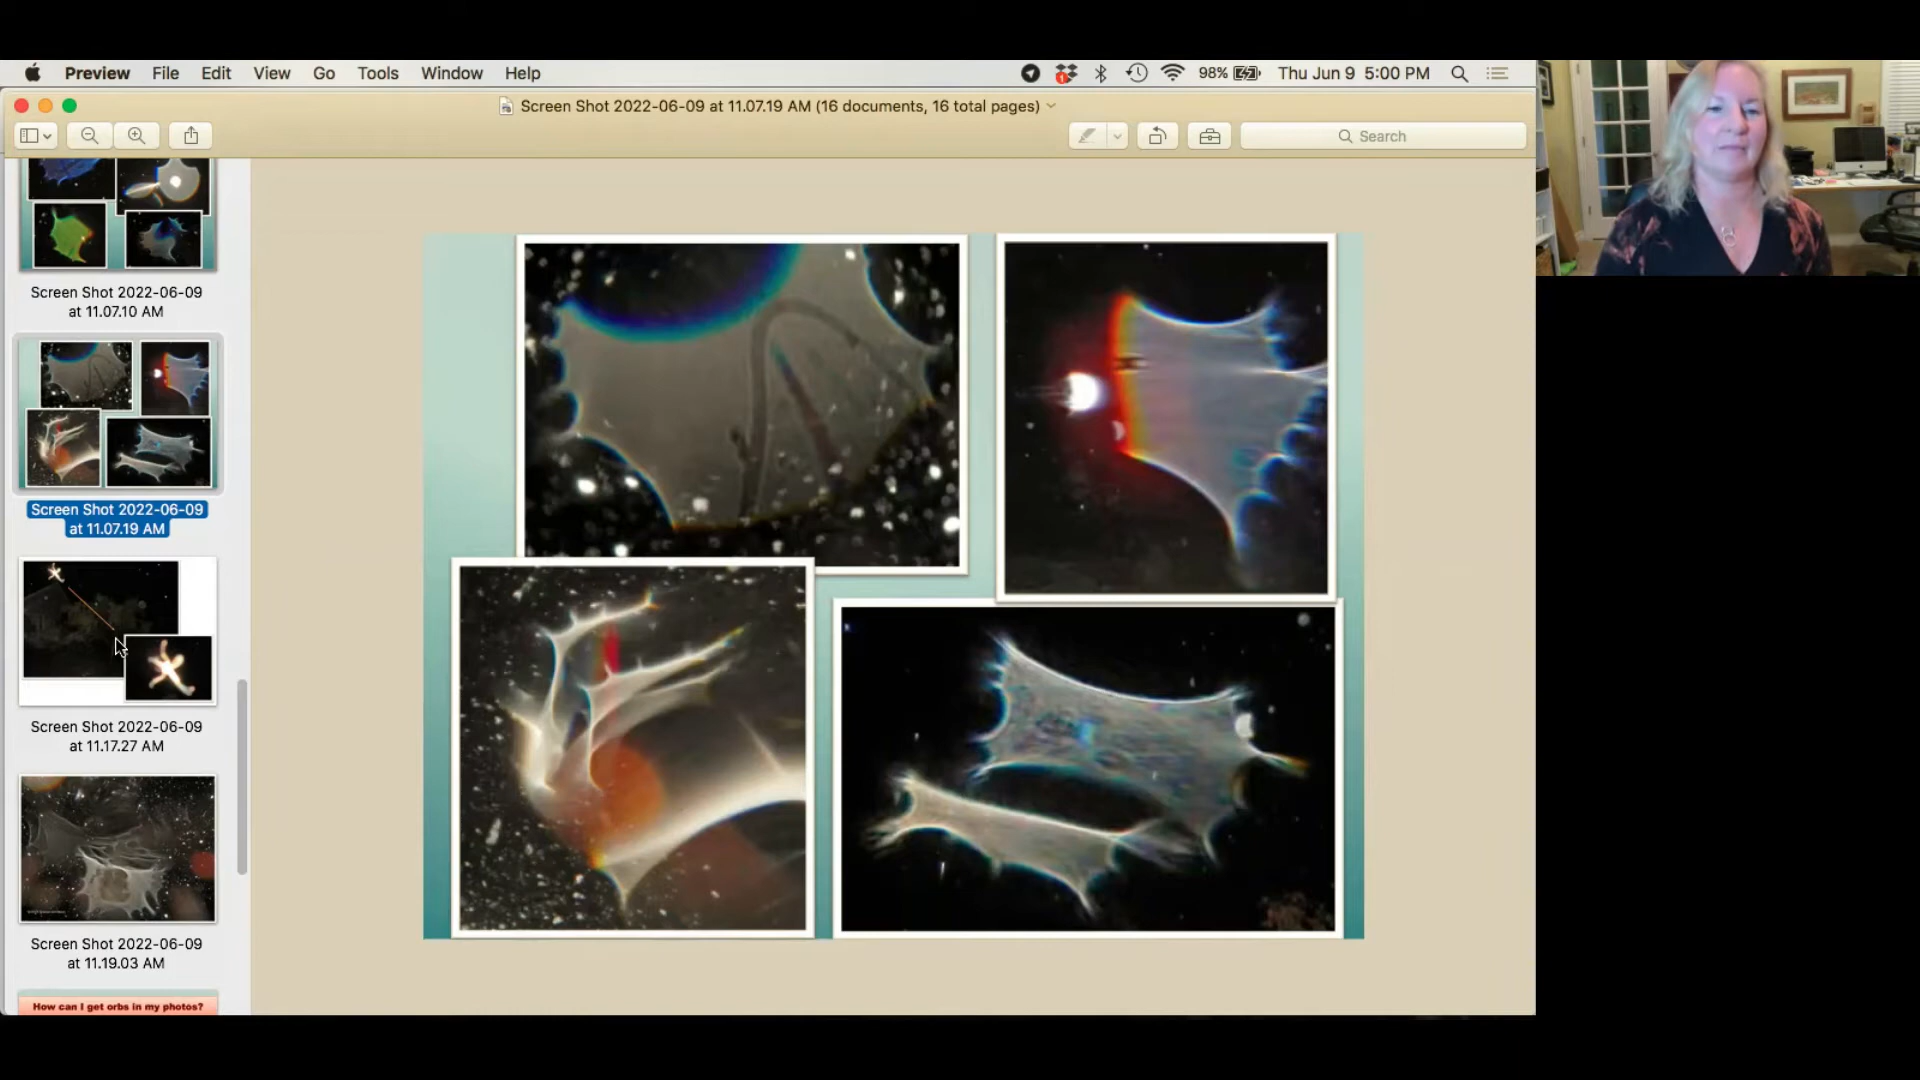 Preview File Edit View Go Tools Window Help
98% Thu Jun 9 5:00 PM
Screen Shot 2022-06-09 at 11.07.19 AM (16 documents, 16 total pages)
Search
Screen Shot 2022-06-09
at 11.07.10 AM
Screen Shot 2022-06-09
at 11.07.19 AM
Screen Shot 2022-06-09
at 11.17.27 AM
Screen Shot 2022-06-09
at 11.19.03 AM
How can I get orbs in my photos?